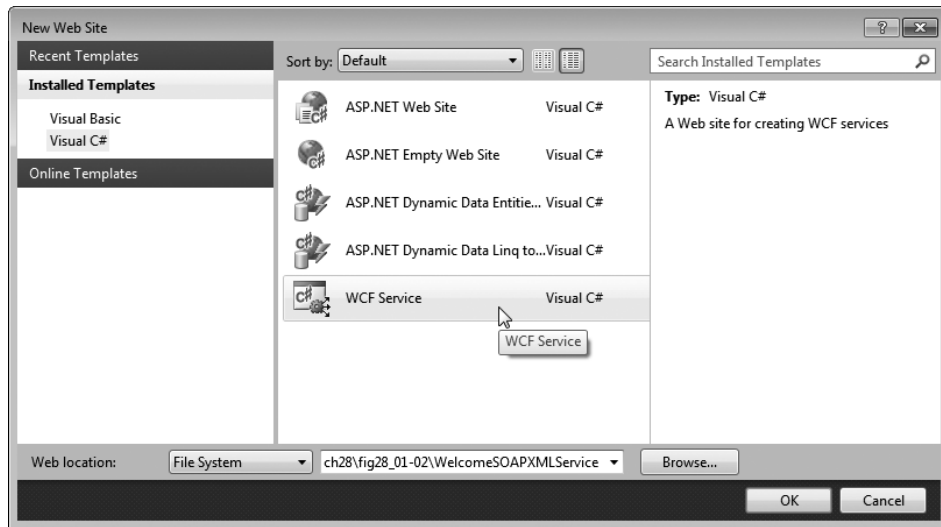 New Web Site
Recent Templates
Installed Templates
Visual Basic
Visual C#
Online Templates
Sort by: Default
ASP.NET Web Site Visual C#
ASP.NET Empty Web Site Visual C#
ASP.NET Dynamic Data Entitie... Visual C#
ASP.NET Dynamic Data Linq to... Visual C#
WCF Service Visual C#
WCF Service
Search Installed Templates
Type: Visual C#
A Web site for creating WCF services
Web location: File System ch28\fig28_01-02\WelcomeSOAPXMLService Browse...
OK Cancel